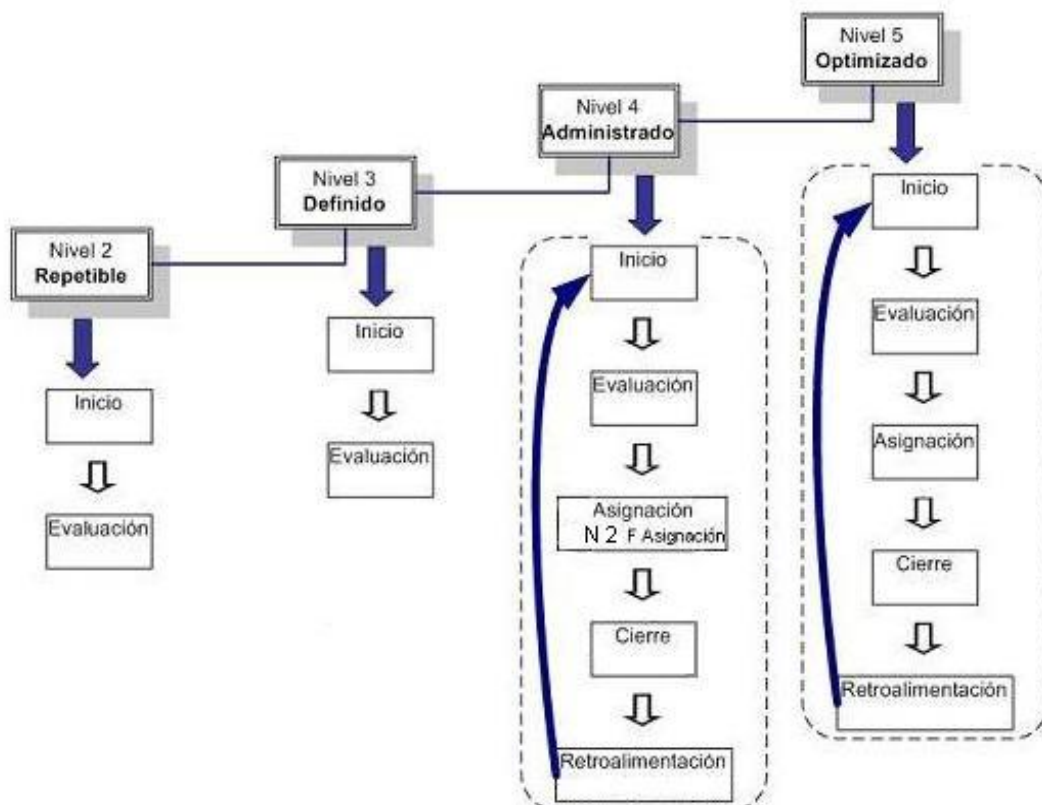 Nivel 2
Repetible
Inicio
Evaluación
Nivel 3
Definido
Inicio
Evaluación
Nivel 4
Administrado
Inicio
Evaluación
Asignación
N 2 F Asignación
Cierre
Retroalimentación
Nivel 5
Optimizado
Inicio
Evaluación
Asignación
Cierre
Retroalimentación